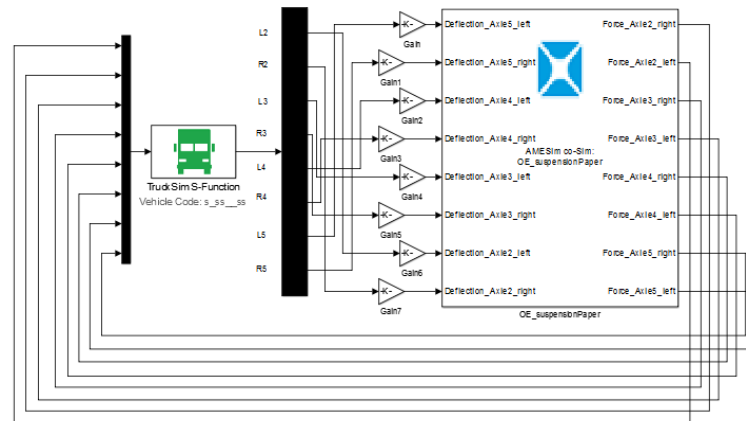 L2
R2
L3
R3
L4
R4
L5
R5
TruckSim S-Function
Vehicle Code: s_ss__ss
-K-
Gain
-K-
Gain1
-K-
Gain2
-K-
Gain3
-K-
Gain4
-K-
Gain5
-K-
Gain6
-K-
Gain7
Deflection_Axle5_left
Deflection_Axle5_right
Deflection_Axle4_left
Deflection_Axle4_right
Deflection_Axle3_left
Deflection_Axle3_right
Deflection_Axle2_left
Deflection_Axle2_right
AMESim co-Sim:
OE_suspensionPaper
Force_Axle2_right
Force_Axle2_left
Force_Axle3_right
Force_Axle3_left
Force_Axle4_right
Force_Axle4_left
Force_Axle5_right
Force_Axle5_left
OE_suspensionPaper